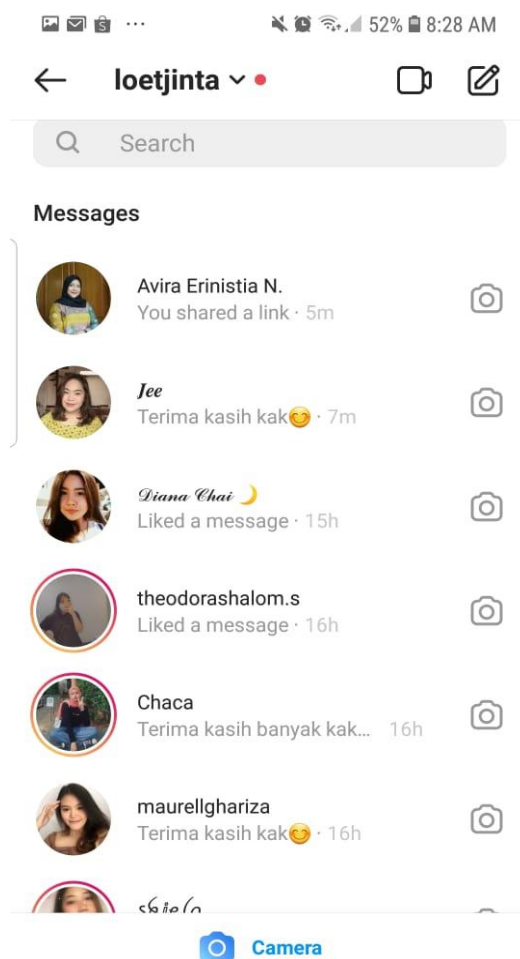 52% 8:28 AM
loetjinta
Search
Messages
Avira Erinistia N.
You shared a link · 5m
Jee
Terima kasih kak😊 · 7m
Diana Chai 🌙
Liked a message · 15h
theodorashalom.s
Liked a message · 16h
Chaca
Terima kasih banyak kak... 16h
maurellghariza
Terima kasih kak😊 · 16h
Camera